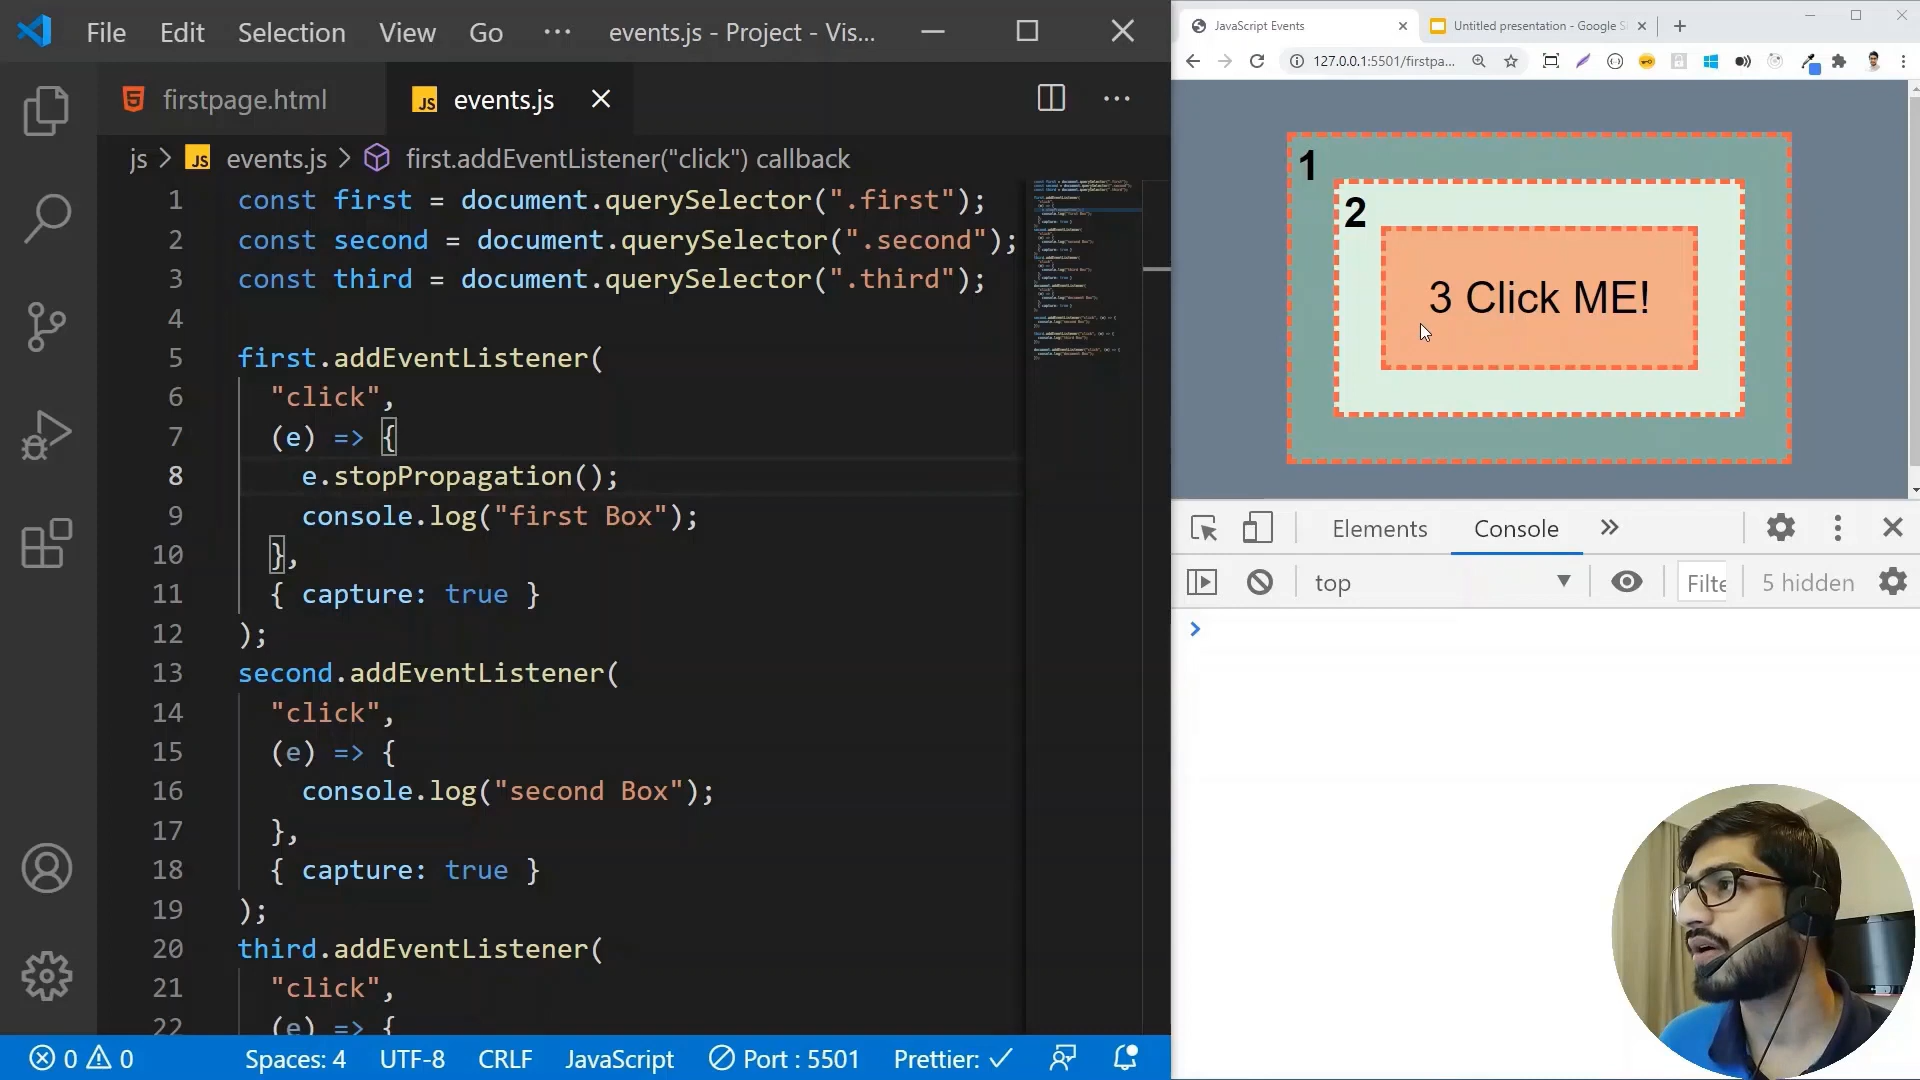 File Edit Selection View Go ··· events.js - Project - Vis...
firstpage.html
JS events.js
js > JS events.js > first.addEventListener("click") callback
1 const first = document.querySelector(".first");
2 const second = document.querySelector(".second");
3 const third = document.querySelector(".third");
4
5 first.addEventListener(
6 "click",
7 (e) => {
8 e.stopPropagation();
9 console.log("first Box");
10 },
11 { capture: true }
12 );
13 second.addEventListener(
14 "click",
15 (e) => {
16 console.log("second Box");
17 },
18 { capture: true }
19 );
20 third.addEventListener(
21 "click",
22 (e) => {
0 0 Spaces: 4 UTF-8 CRLF JavaScript Port : 5501 Prettier: ✓
JavaScript Events
Untitled presentation - Google S
127.0.0.1:5501/firstpa...
1
2
3 Click ME!
Elements Console »
top Filte 5 hidden
>